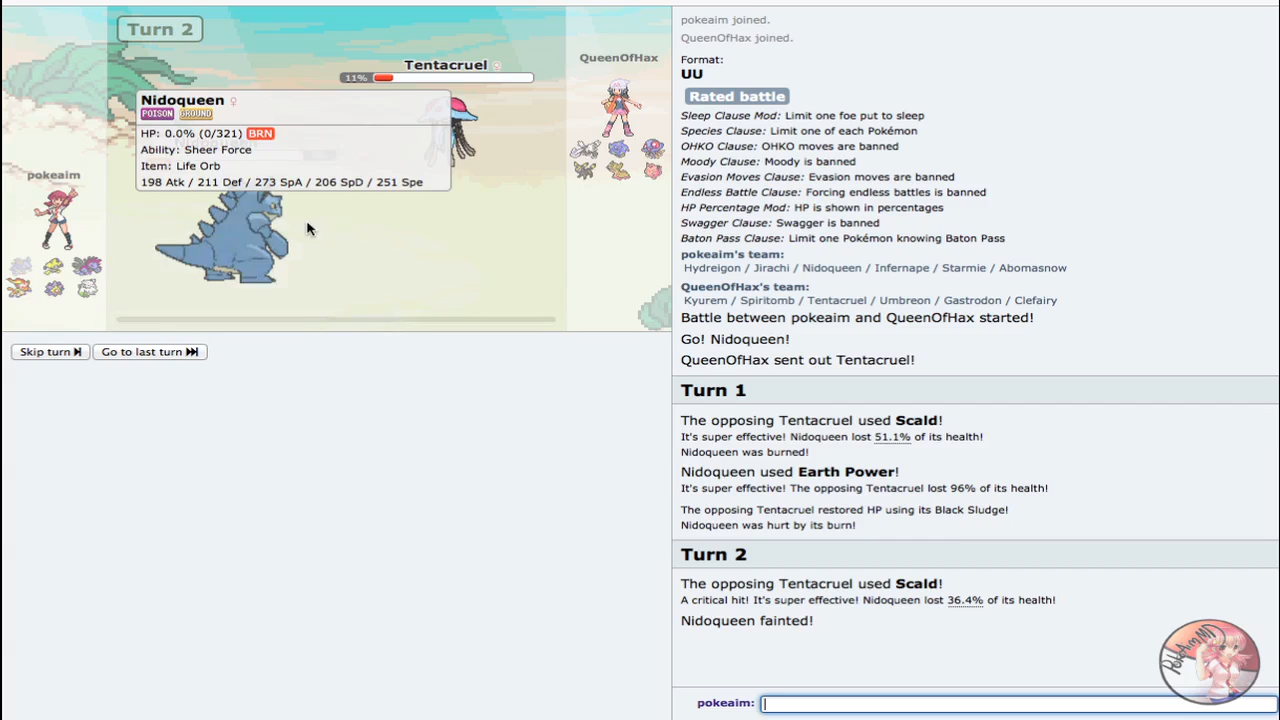 Turn 2
Tentacruel
11%
QueenOfHax
Nidoqueen ♀
POISON GROUND
HP: 0.0% (0/321) BRN
Ability: Sheer Force
Item: Life Orb
198 Atk / 211 Def / 273 SpA / 206 SpD / 251 Spe
pokeaim
Skip turn
Go to last turn
pokeaim joined.
QueenOfHax joined.
Format:
UU
Rated battle
Sleep Clause Mod: Limit one foe put to sleep
Species Clause: Limit one of each Pokémon
OHKO Clause: OHKO moves are banned
Moody Clause: Moody is banned
Evasion Moves Clause: Evasion moves are banned
Endless Battle Clause: Forcing endless battles is banned
HP Percentage Mod: HP is shown in percentages
Swagger Clause: Swagger is banned
Baton Pass Clause: Limit one Pokémon knowing Baton Pass
pokeaim's team:
Hydreigon / Jirachi / Nidoqueen / Infernape / Starmie / Abomasnow
QueenOfHax's team:
Kyurem / Spiritomb / Tentacruel / Umbreon / Gastrodon / Clefairy
Battle between pokeaim and QueenOfHax started!
Go! Nidoqueen!
QueenOfHax sent out Tentacruel!
Turn 1
The opposing Tentacruel used Scald!
It's super effective! Nidoqueen lost 51.1% of its health!
Nidoqueen was burned!
Nidoqueen used Earth Power!
It's super effective! The opposing Tentacruel lost 96% of its health!
The opposing Tentacruel restored HP using its Black Sludge!
Nidoqueen was hurt by its burn!
Turn 2
The opposing Tentacruel used Scald!
A critical hit! It's super effective! Nidoqueen lost 36.4% of its health!
Nidoqueen fainted!
PokeAimMD
pokeaim: